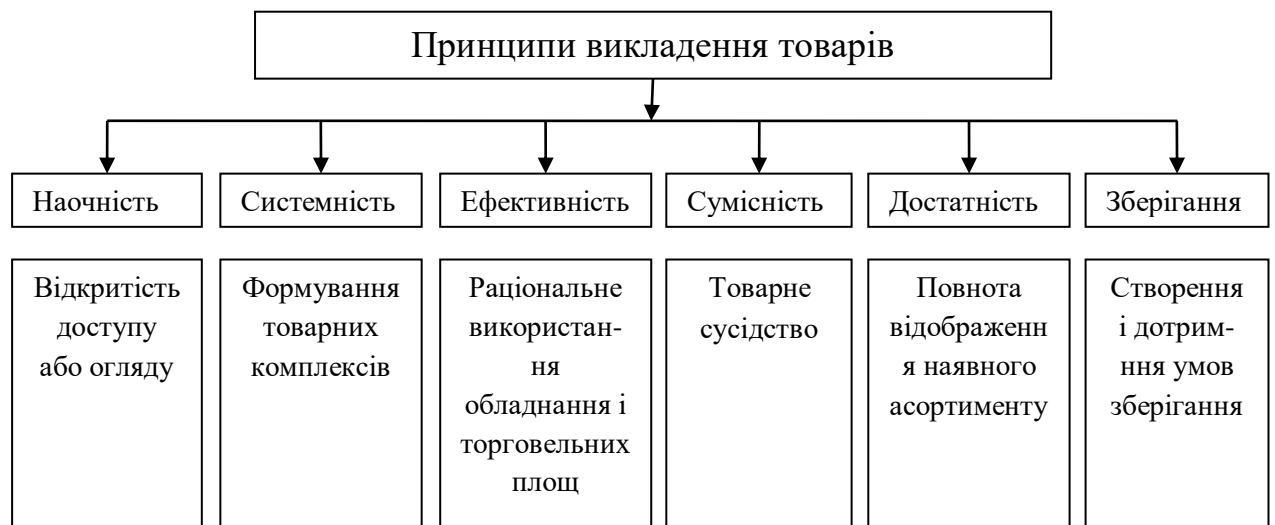 Принципи викладення товарів
Наочність
Системність
Ефективність
Сумісність
Достатність
Зберігання
Відкритість
доступу
або огляду
Формування
товарних
комплексів
Раціональне
використан-
ня
обладнання і
торговельних
площ
Товарне
сусідство
Повнота
відображенн
я наявного
асортименту
Створення
і дотрим-
ння умов
зберігання